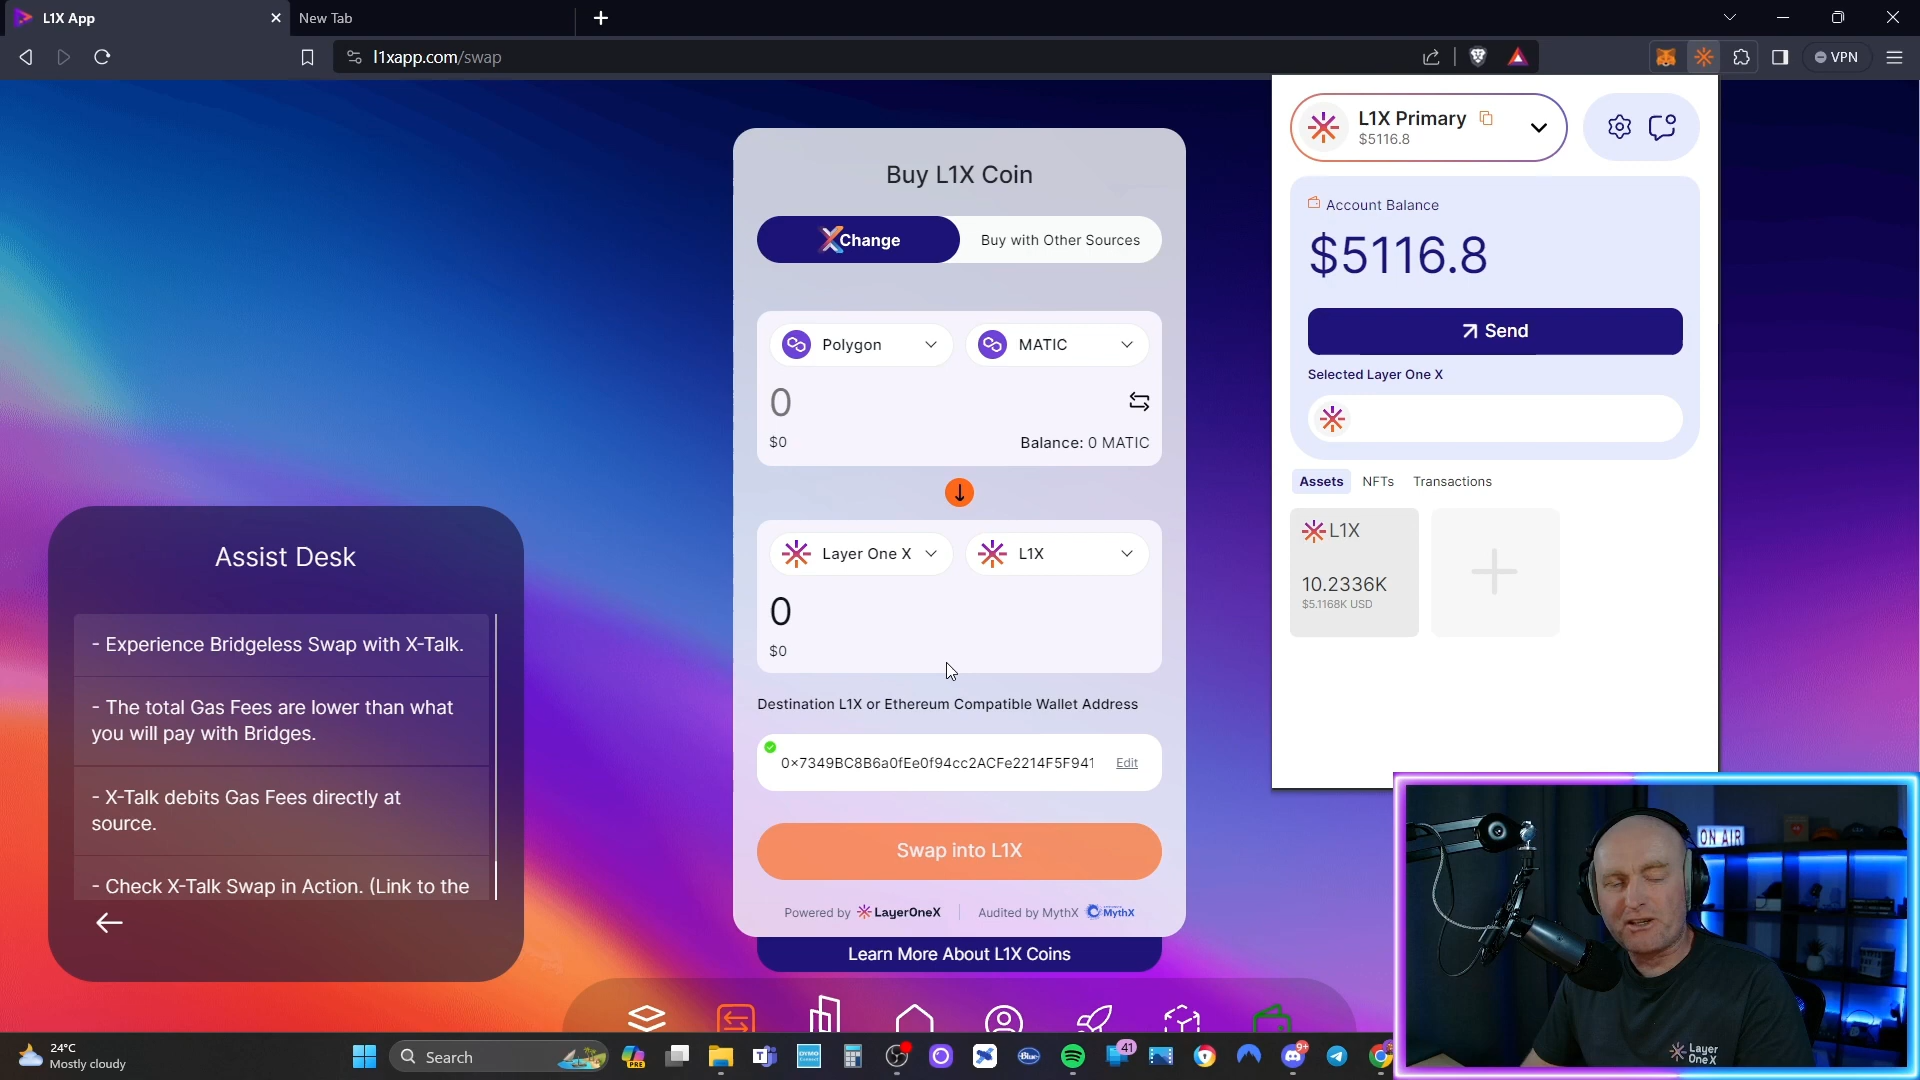 L1X App
New Tab
l1xapp.com/swap
VPN
L1X Primary
$5116.8
Account Balance
$5116.8
Send
Selected Layer One X
Assets NFTs Transactions
L1X
10.2336K
$5.1168K USD
Buy L1X Coin
XChange
Buy with Other Sources
Polygon
MATIC
0
$0
Balance: 0 MATIC
Layer One X
L1X
0
$0
Destination L1X or Ethereum Compatible Wallet Address
0x7349BC8B6a0fEe0f94cc2ACFe2214F5F941
Edit
Swap into L1X
Powered by LayerOneX
Audited by MythX MythX
Learn More About L1X Coins
Assist Desk
- Experience Bridgeless Swap with X-Talk.
- The total Gas Fees are lower than what
you will pay with Bridges.
- X-Talk debits Gas Fees directly at
source.
- Check X-Talk Swap in Action. (Link to the
ON AIR
Layer
One X
24°C
Mostly cloudy
Search
PRE
Blue
41
9+